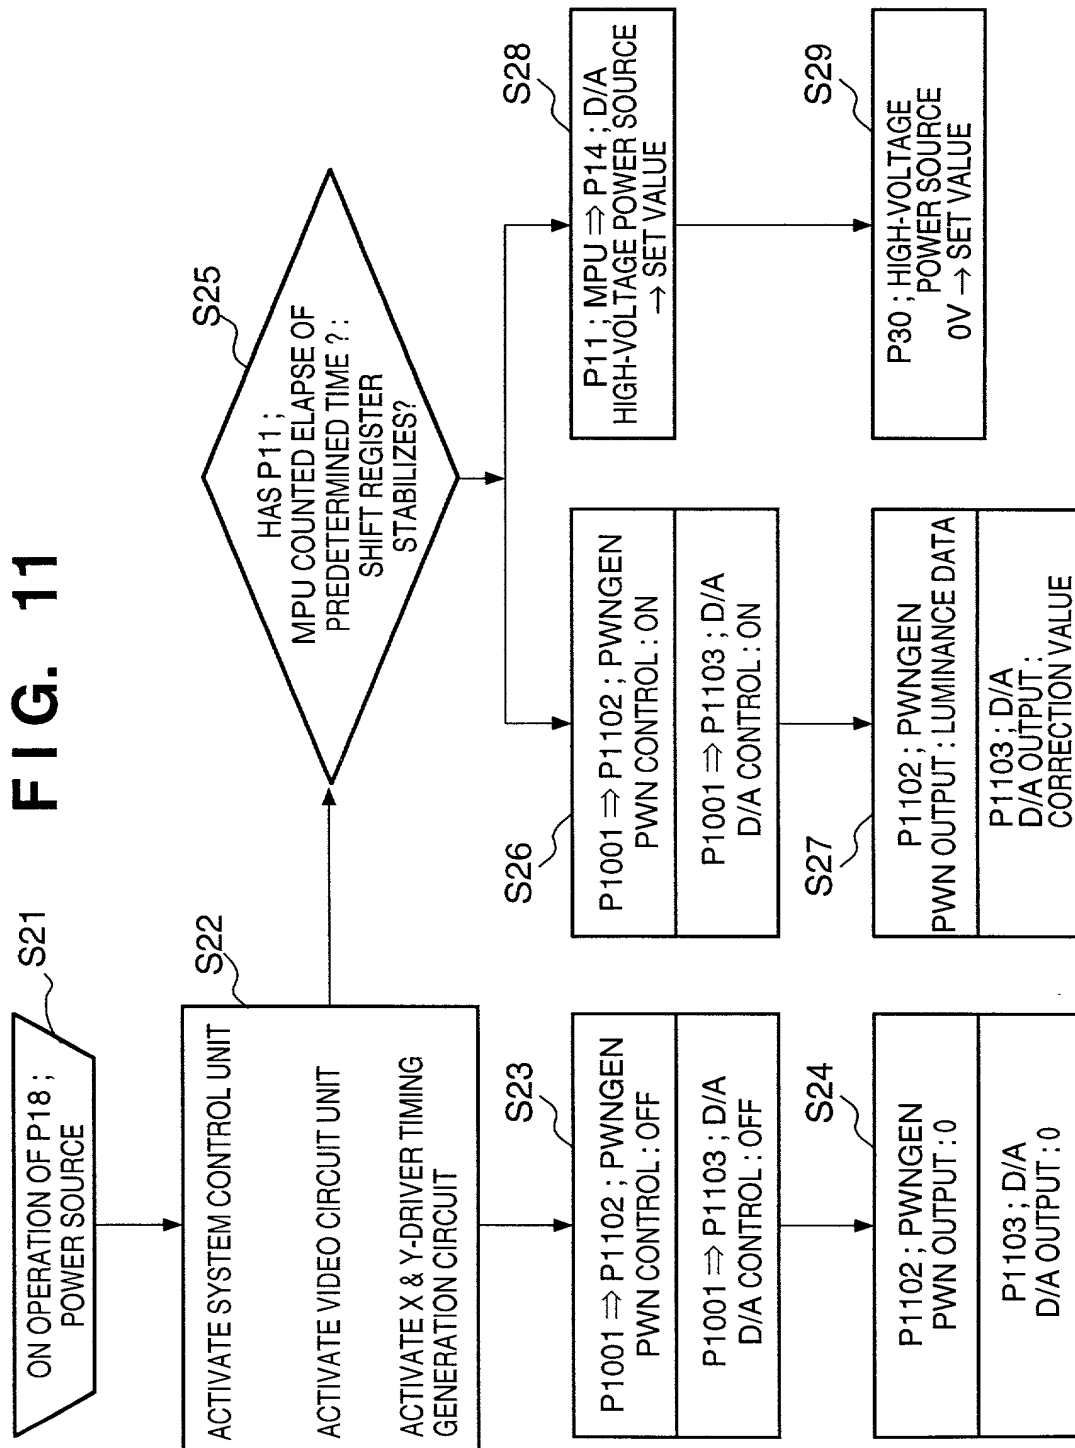 FIG. 11
S21
ON OPERATION OF P18 ;
POWER SOURCE
S22
ACTIVATE SYSTEM CONTROL UNIT
ACTIVATE VIDEO CIRCUIT UNIT
ACTIVATE X & Y-DRIVER TIMING
GENERATION CIRCUIT
S23
P1001 ⇒ P1102 ; PWNGEN
PWN CONTROL : OFF
P1001 ⇒ P1103 ; D/A
D/A CONTROL : OFF
S24
P1102 ; PWNGEN
PWN OUTPUT : 0
P1103 ; D/A
D/A OUTPUT : 0
S25
HAS P11 ;
MPU COUNTED ELAPSE OF
PREDETERMINED TIME ? :
SHIFT REGISTER
STABILIZES?
S26
P1001 ⇒ P1102 ; PWNGEN
PWN CONTROL : ON
P1001 ⇒ P1103 ; D/A
D/A CONTROL : ON
S27
P1102 ; PWNGEN
PWN OUTPUT : LUMINANCE DATA
P1103 ; D/A
D/A OUTPUT :
CORRECTION VALUE
S28
P11 ; MPU ⇒ P14 ; D/A
HIGH-VOLTAGE POWER SOURCE
→ SET VALUE
S29
P30 ; HIGH-VOLTAGE
POWER SOURCE
0V → SET VALUE